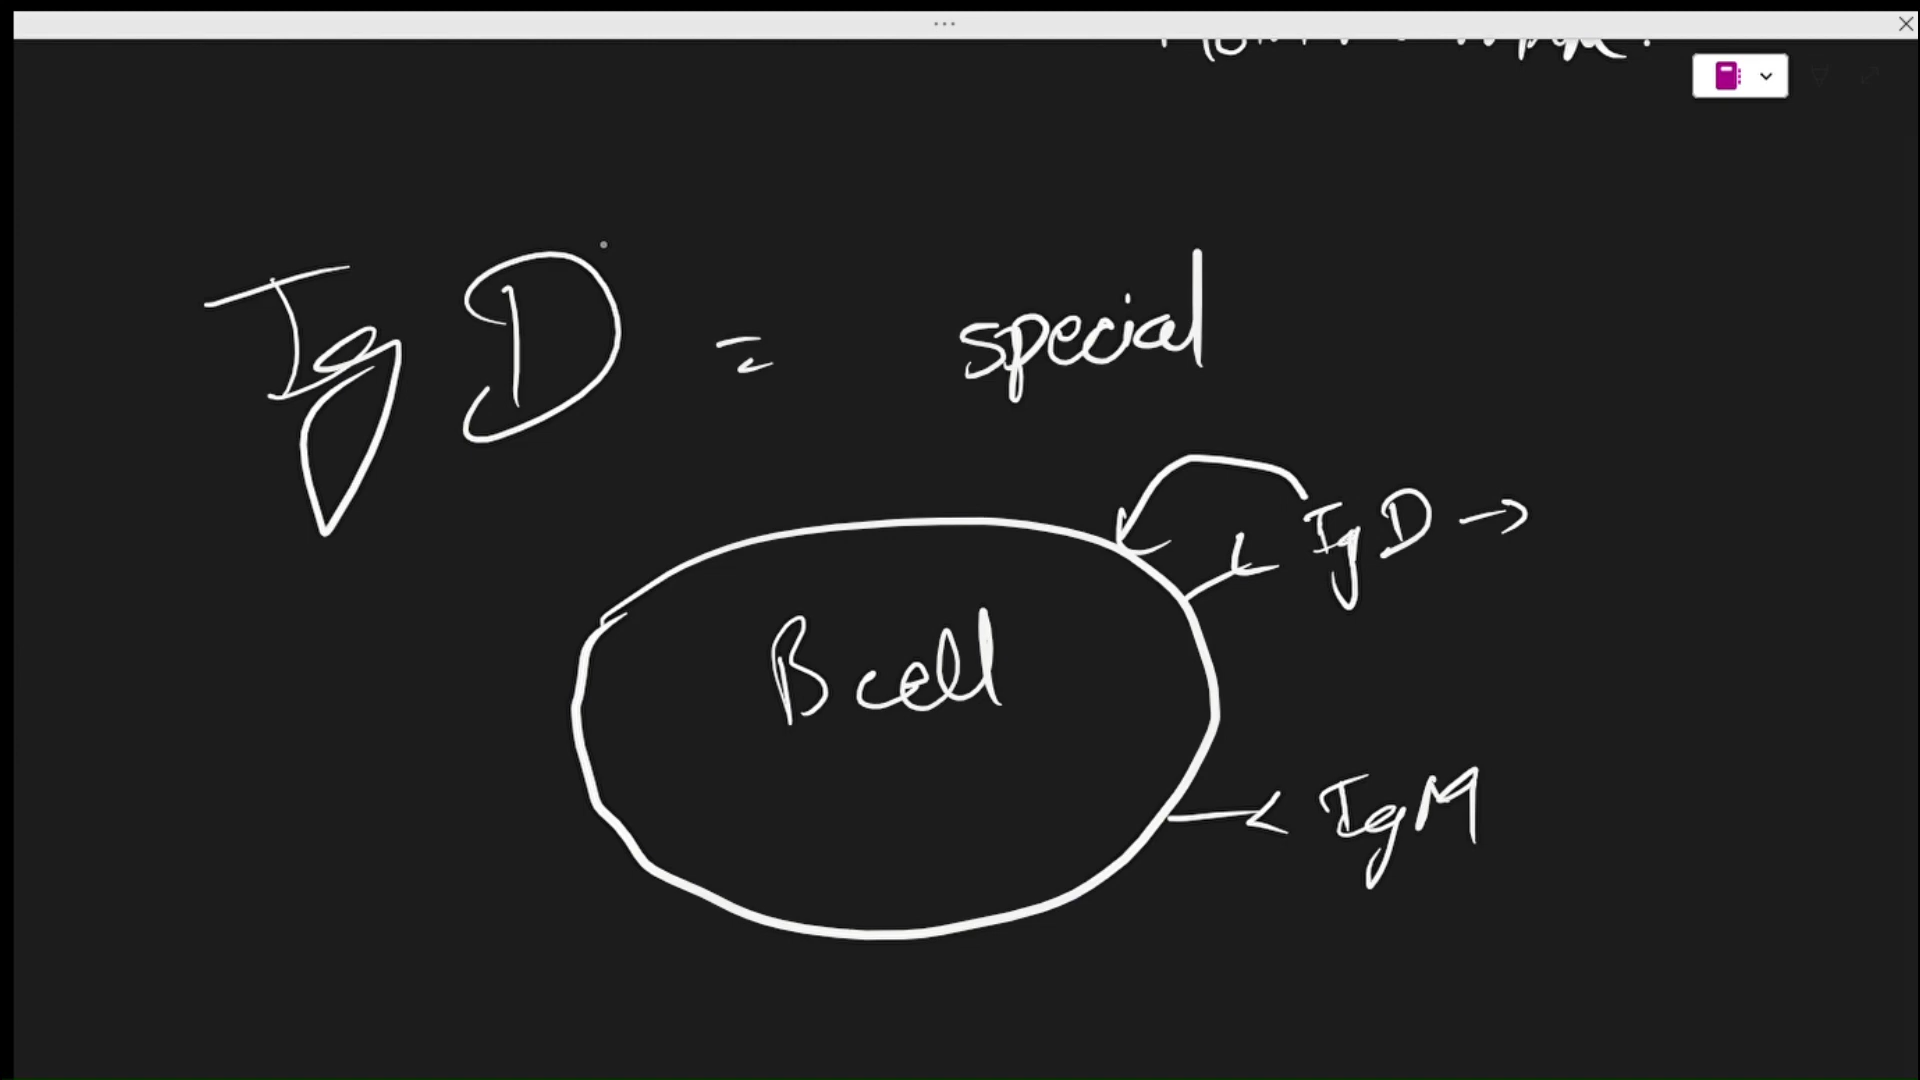 IgD = special
IgD →
B cell
IgM